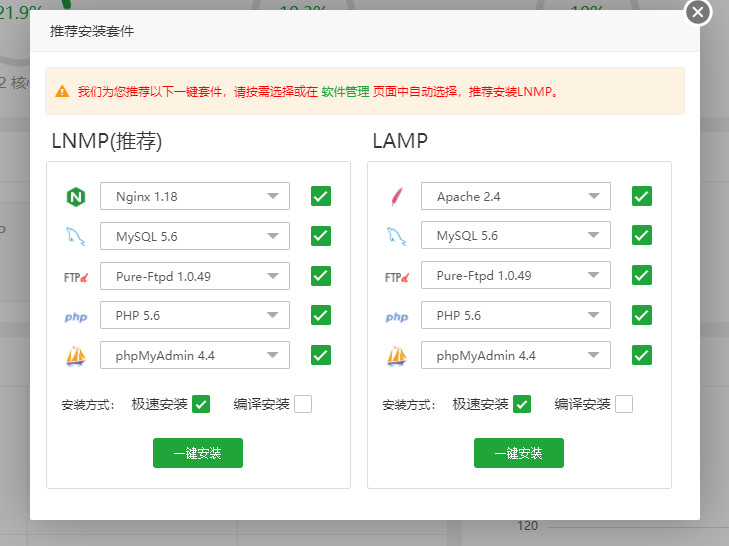 21.9%
10.3%
10%
2 核心
推荐安装套件
我们为您推荐以下一键套件，请按需选择或在 软件管理 页面中自动选择，推荐安装LNMP。
LNMP(推荐)
Nginx 1.18
MySQL 5.6
FTPd
Pure-Ftpd 1.0.49
php
PHP 5.6
phpMyAdmin 4.4
安装方式：
极速安装
编译安装
一键安装
LAMP
Apache 2.4
MySQL 5.6
FTPd
Pure-Ftpd 1.0.49
php
PHP 5.6
phpMyAdmin 4.4
安装方式：
极速安装
编译安装
一键安装
120